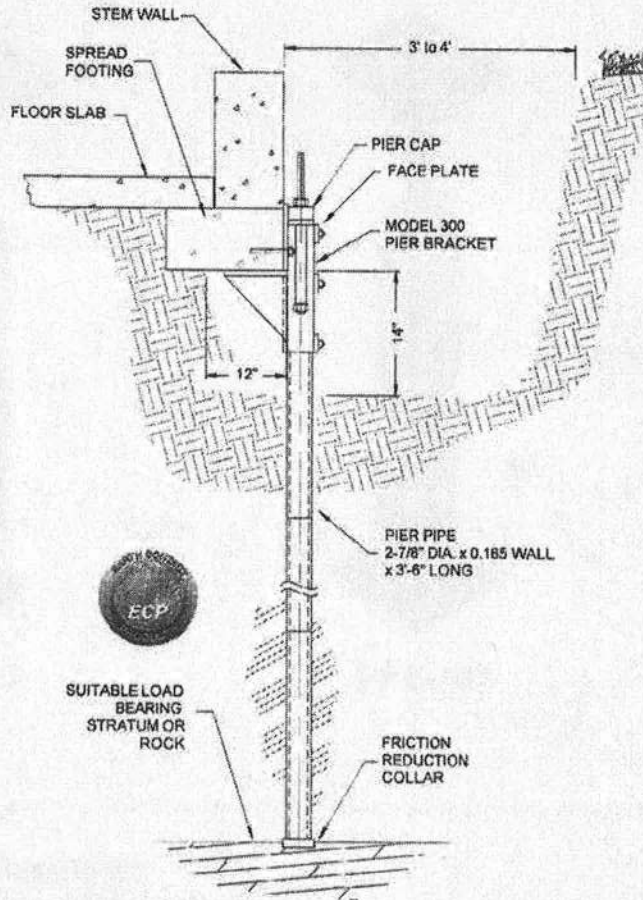 STEM WALL
3' to 4'
SPREAD
FOOTING
FLOOR SLAB
PIER CAP
FACE PLATE
MODEL 300
PIER BRACKET
14"
12"
PIER PIPE
2-7/8" DIA. x 0.165 WALL
x 3'-6" LONG
ECP
SUITABLE LOAD
BEARING
STRATUM OR
ROCK
FRICTION
REDUCTION
COLLAR